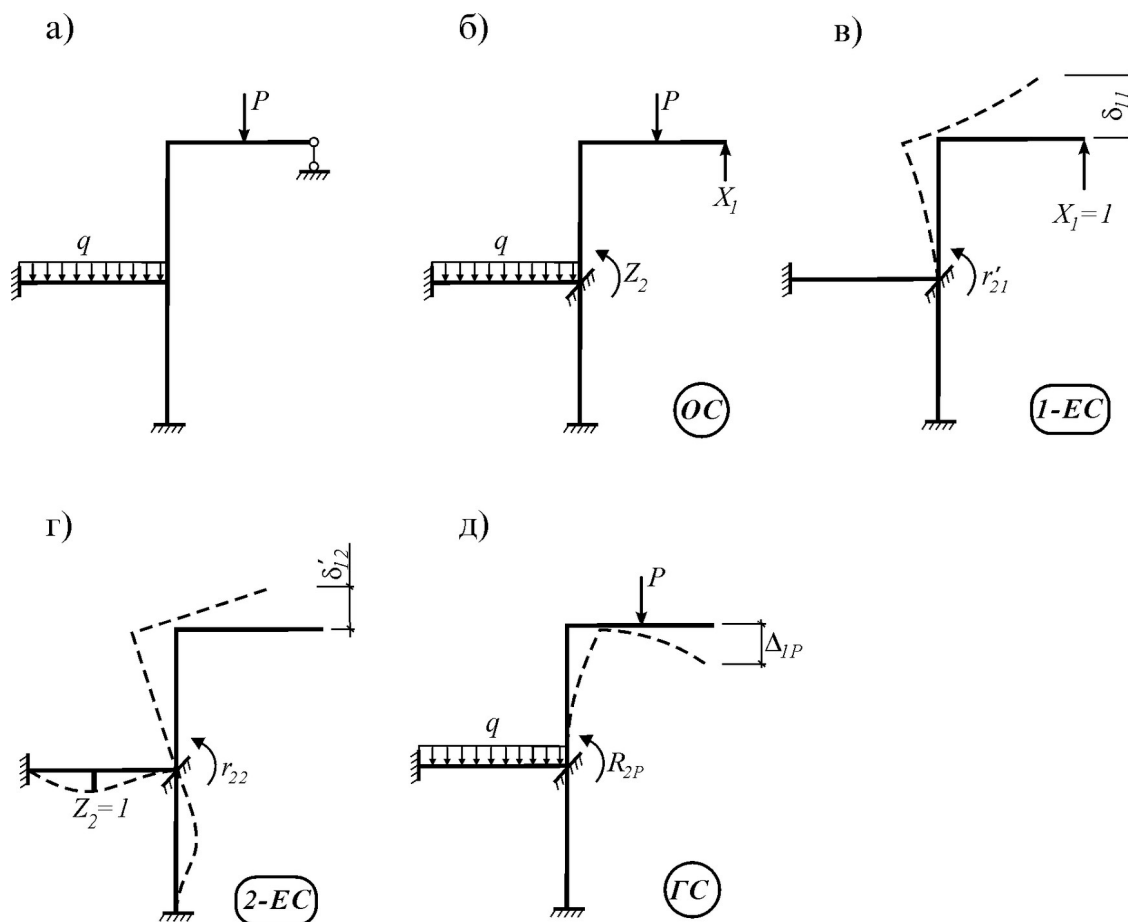 а)
P
q
б)
P
X₁
q
Z₂
ОС
в)
δ₁₁
X₁=1
r′₂₁
1-ЕС
г)
δ′₁₂
r₂₂
Z₂=1
2-ЕС
д)
P
Δ₁P
q
R₂P
ГС